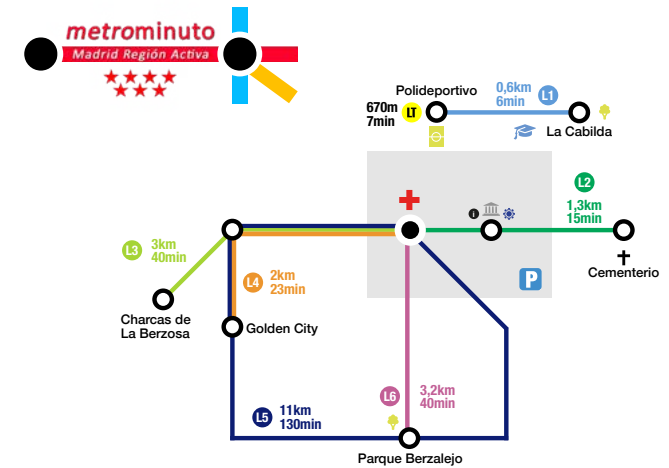 metrominuto
Madrid Región Activa
Polideportivo
670m
7min
LT
0,6km
6min
L1
La Cabilda
L2
1,3km
15min
i
P
Cementerio
L3
3km
40min
L4
2km
23min
Charcas de
La Berzosa
Golden City
L5
11km
130min
L6
3,2km
40min
Parque Berzalejo